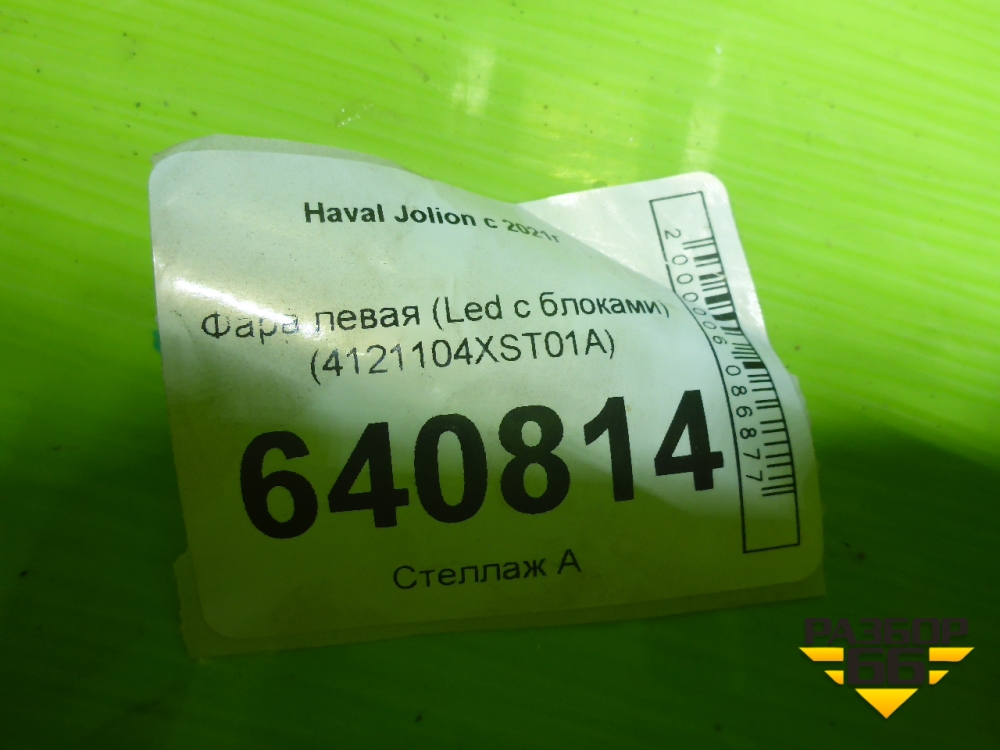 Haval Jolion с 2021г
Фара левая (Led с блоками)
(4121104XST01A)
640814
Стеллаж А
2000006086877
РАЗБОР
66